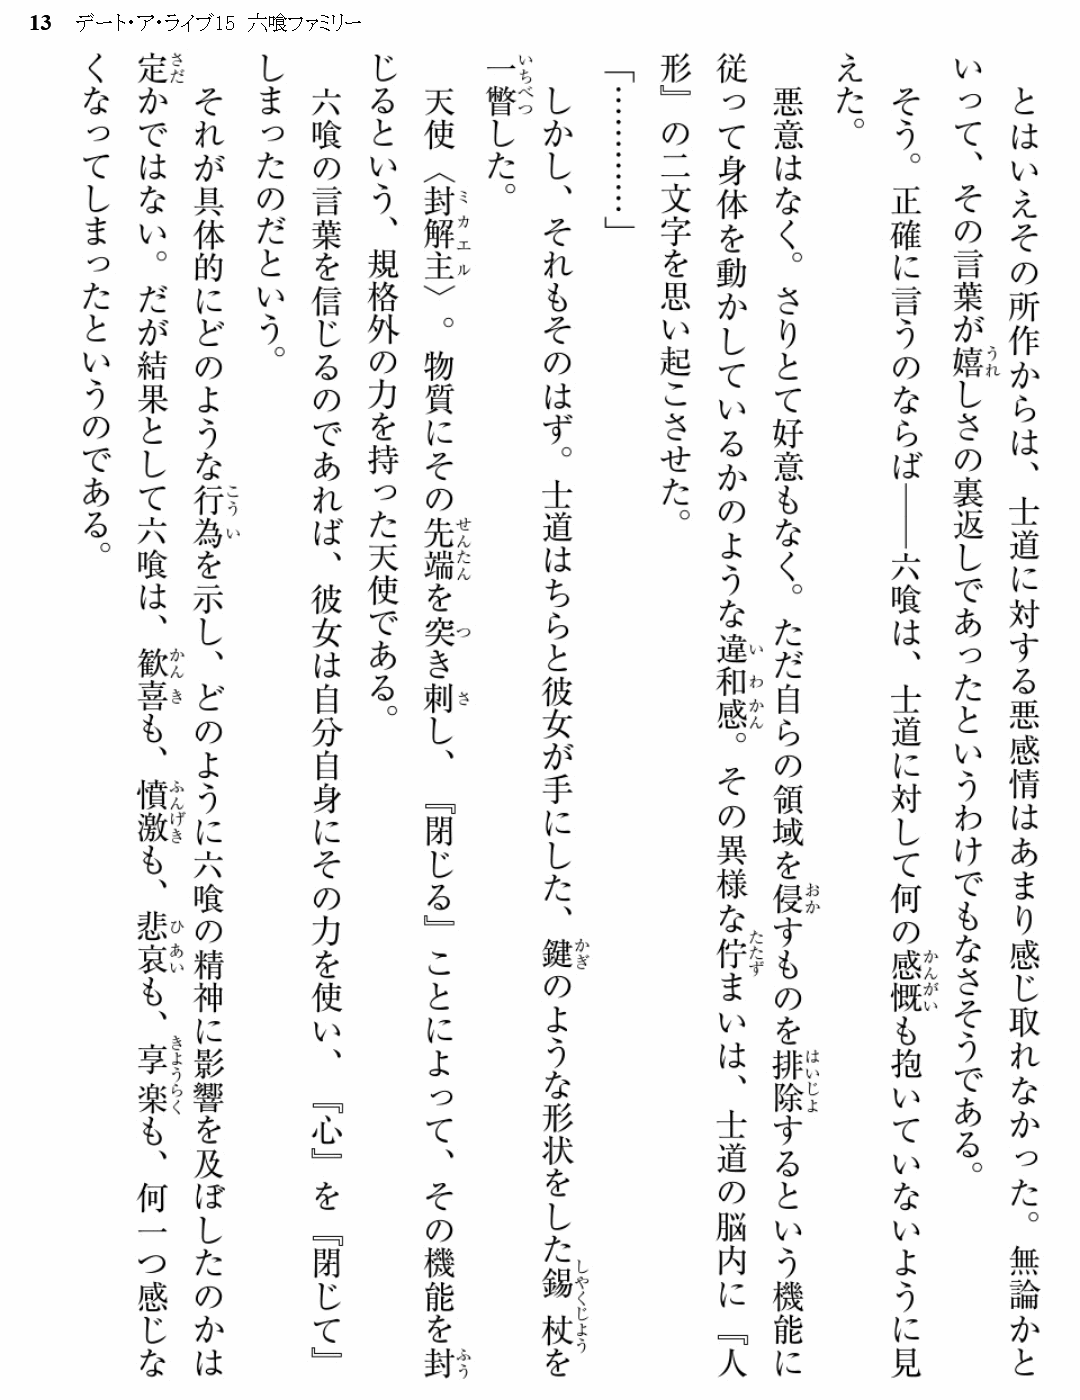 13 デート・ア・ライブ15 六喰ファミリー
とはいえその所作からは、士道に対する悪感情はあまり感じ取れなかった。無論かと
いって、その言葉が嬉しさの裏返しであったというわけでもなさそうである。
そう。正確に言うのならば――六喰は、士道に対して何の感慨も抱いていないように見
えた。
悪意はなく。さりとて好意もなく。ただ自らの領域を侵すものを排除するという機能に
従って身体を動かしているかのような違和感。その異様な佇まいは、士道の脳内に『人
形』の二文字を思い起こさせた。
「…………」
しかし、それもそのはず。士道はちらと彼女が手にした、鍵のような形状をした錫杖を
一瞥した。
天使〈封解主〉。物質にその先端を突き刺し、『閉じる』ことによって、その機能を封
じるという、規格外の力を持った天使である。
六喰の言葉を信じるのであれば、彼女は自分自身にその力を使い、『心』を『閉じて』
しまったのだという。
それが具体的にどのような行為を示し、どのように六喰の精神に影響を及ぼしたのかは
定かではない。だが結果として六喰は、歓喜も、憤激も、悲哀も、享楽も、何一つ感じな
くなってしまったというのである。